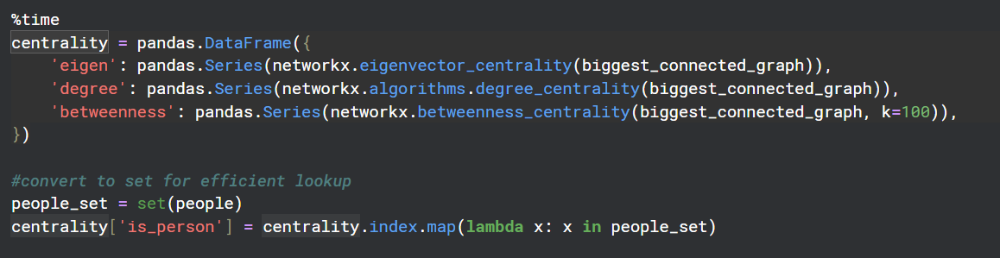 %time
centrality = pandas.DataFrame({
    'eigen': pandas.Series(networkx.eigenvector_centrality(biggest_connected_graph)),
    'degree': pandas.Series(networkx.algorithms.degree_centrality(biggest_connected_graph)),
    'betweenness': pandas.Series(networkx.betweenness_centrality(biggest_connected_graph, k=100)),
})
#convert to set for efficient lookup
people_set = set(people)
centrality['is_person'] = centrality.index.map(lambda x: x in people_set)